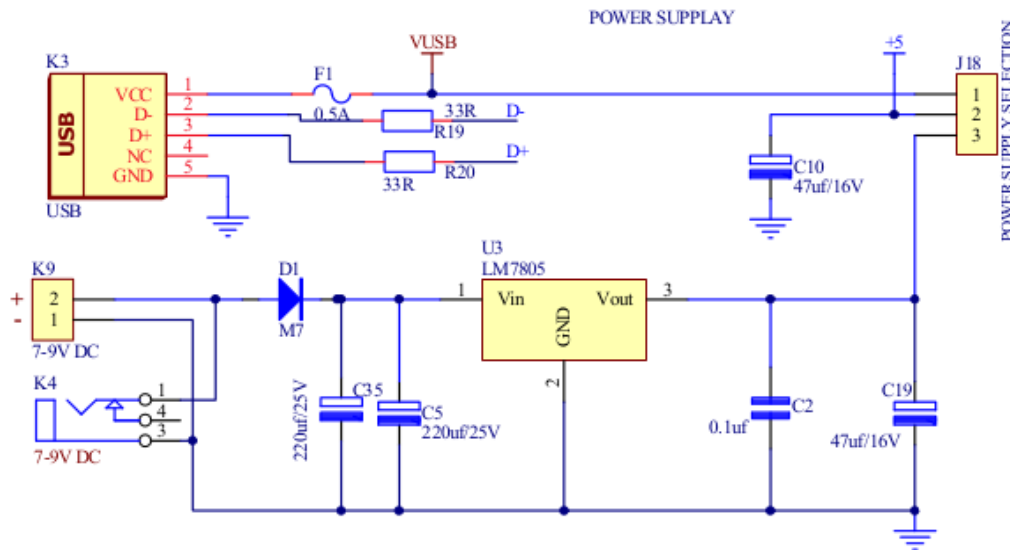 POWER SUPPLAY
VUSB
+5
K3
F1
J18
POWER SUPPLY SELECTION
VCC
1
0.5A
1
D-
2
33R
D-
2
D+
3
R19
3
USB
NC
4
D+
C10
GND
5
33R
R20
47uf/16V
USB
U3
LM7805
K9
D1
+
2
1
Vin
Vout
3
-
1
M7
GND
7-9V DC
2
K4
1
C35
C5
C2
C19
4
220uf/25V
220uf/25V
0.1uf
47uf/16V
3
7-9V DC